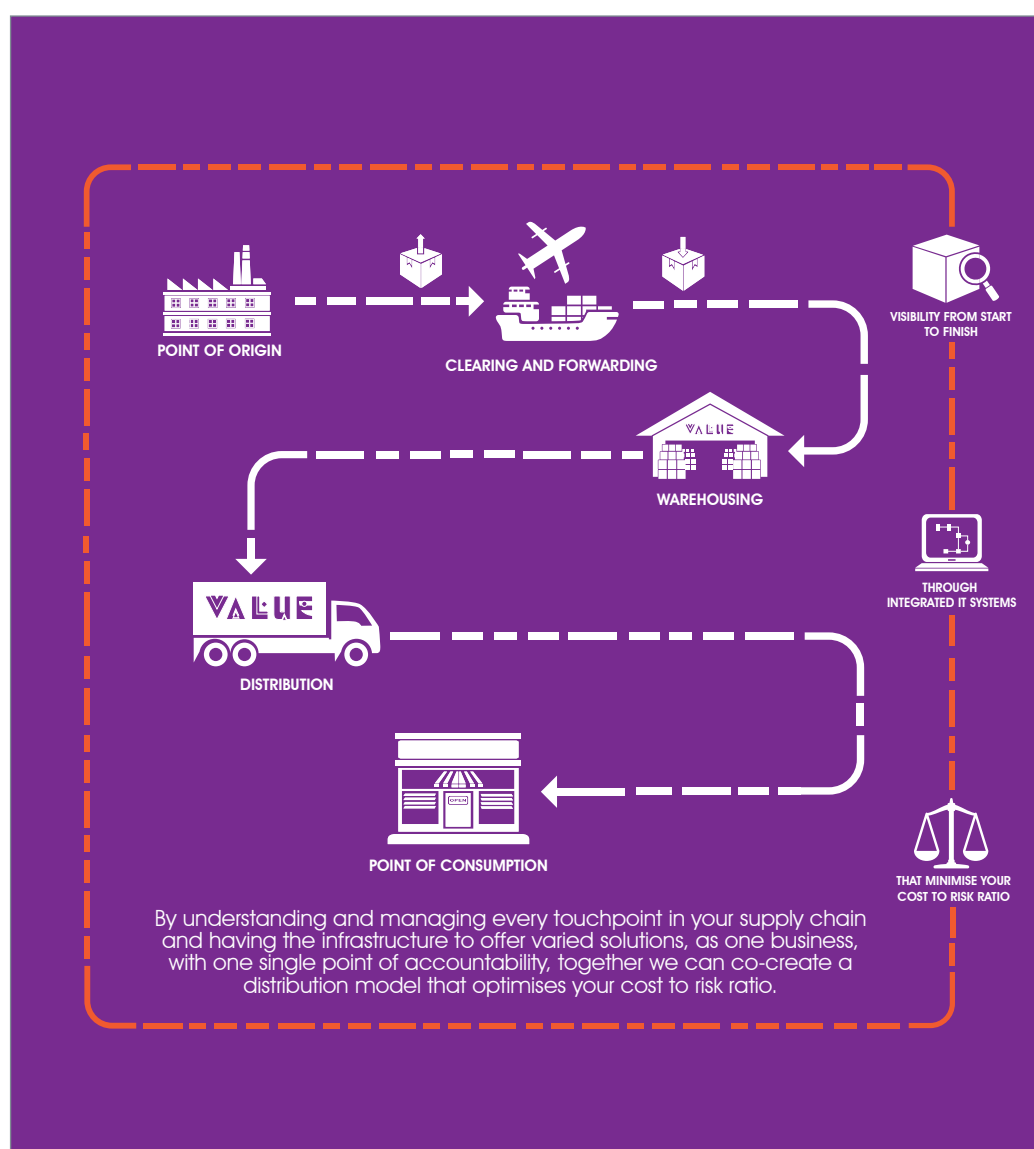 POINT OF ORIGIN
CLEARING AND FORWARDING
VISIBILITY FROM START
TO FINISH
VALUE
WAREHOUSING
THROUGH
INTEGRATED IT SYSTEMS
VALUE
DISTRIBUTION
OPEN
POINT OF CONSUMPTION
THAT MINIMISE YOUR
COST TO RISK RATIO
By understanding and managing every touchpoint in your supply chain
and having the infrastructure to offer varied solutions, as one business,
with one single point of accountability, together we can co-create a
distribution model that optimises your cost to risk ratio.